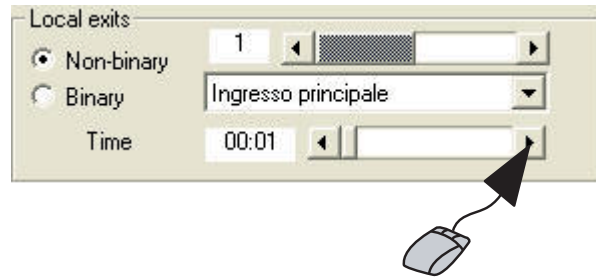 Local exits
Non-binary 1
Binary Ingresso principale
Time 00:01